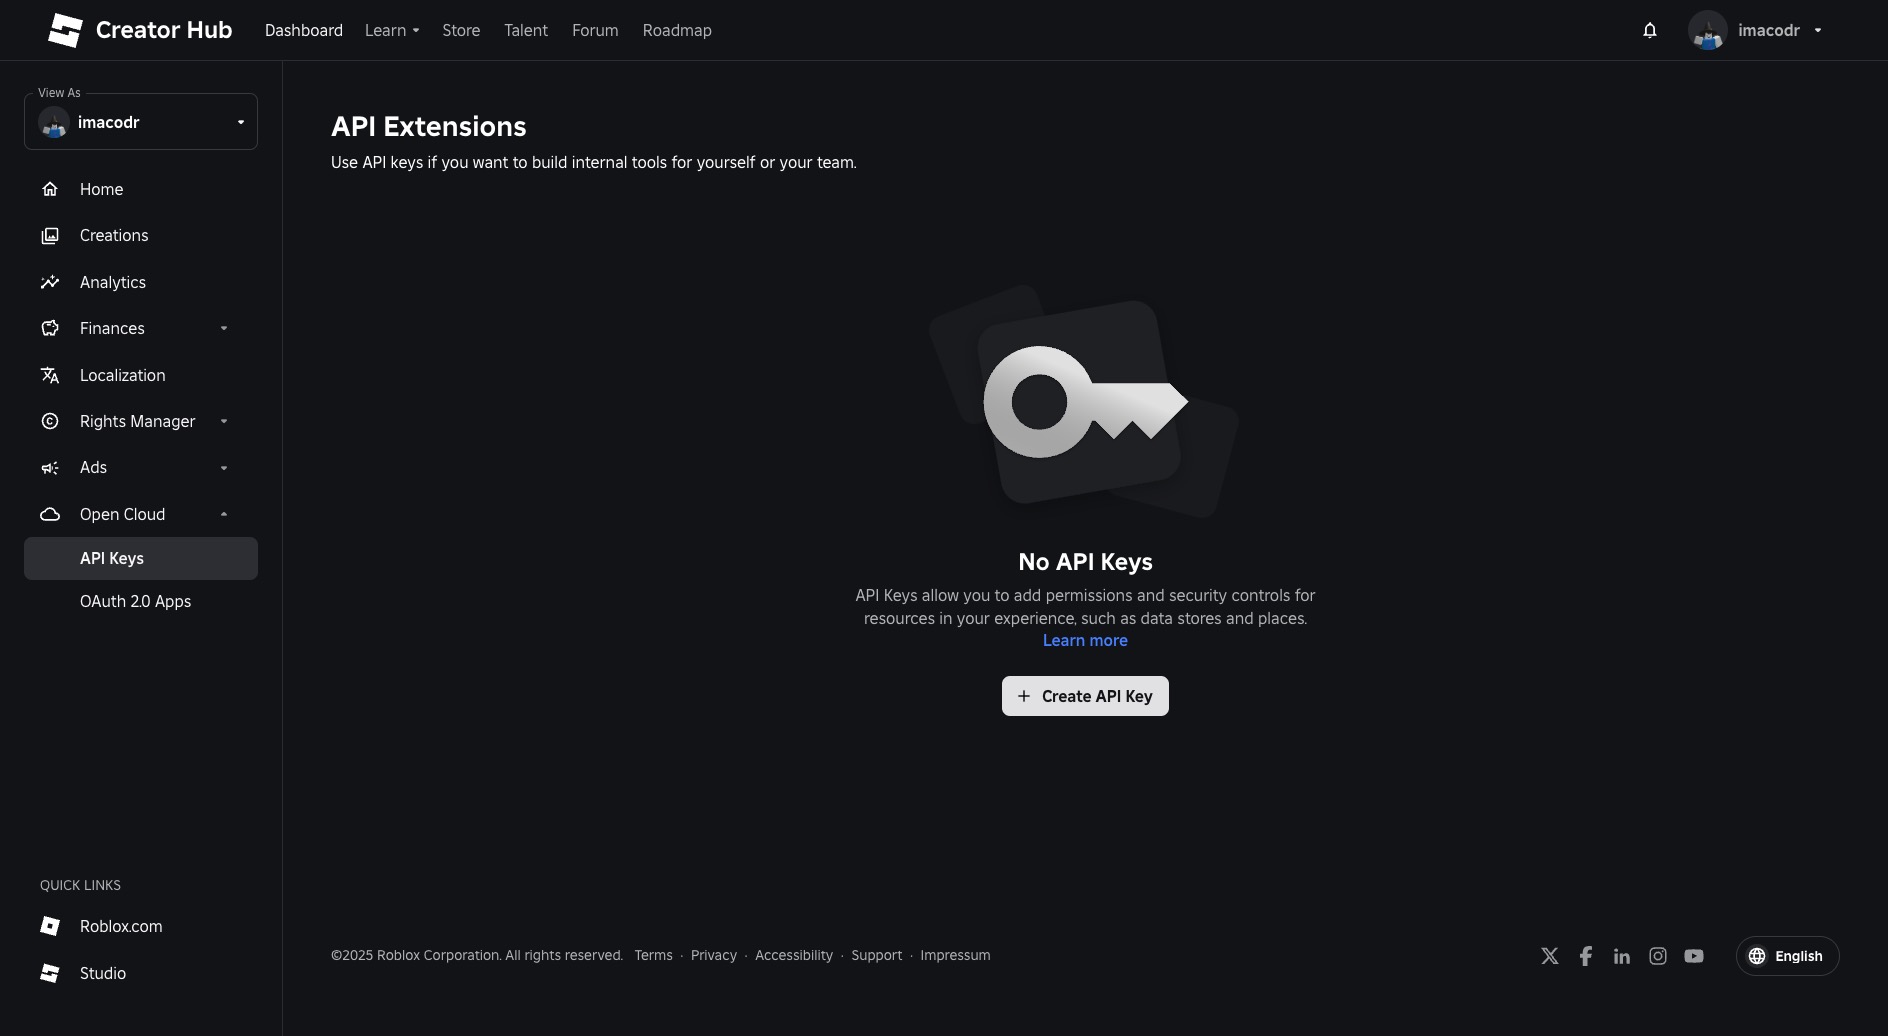 Creator Hub
Dashboard
Learn
Store
Talent
Forum
Roadmap
imacodr
View As
imacodr
Home
Creations
Analytics
Finances
Localization
Rights Manager
Ads
Open Cloud
API Keys
OAuth 2.0 Apps
QUICK LINKS
Roblox.com
Studio
API Extensions
Use API keys if you want to build internal tools for yourself or your team.
No API Keys
API Keys allow you to add permissions and security controls for
resources in your experience, such as data stores and places.
Learn more
+ Create API Key
©2025 Roblox Corporation. All rights reserved. Terms · Privacy · Accessibility · Support · Impressum
English